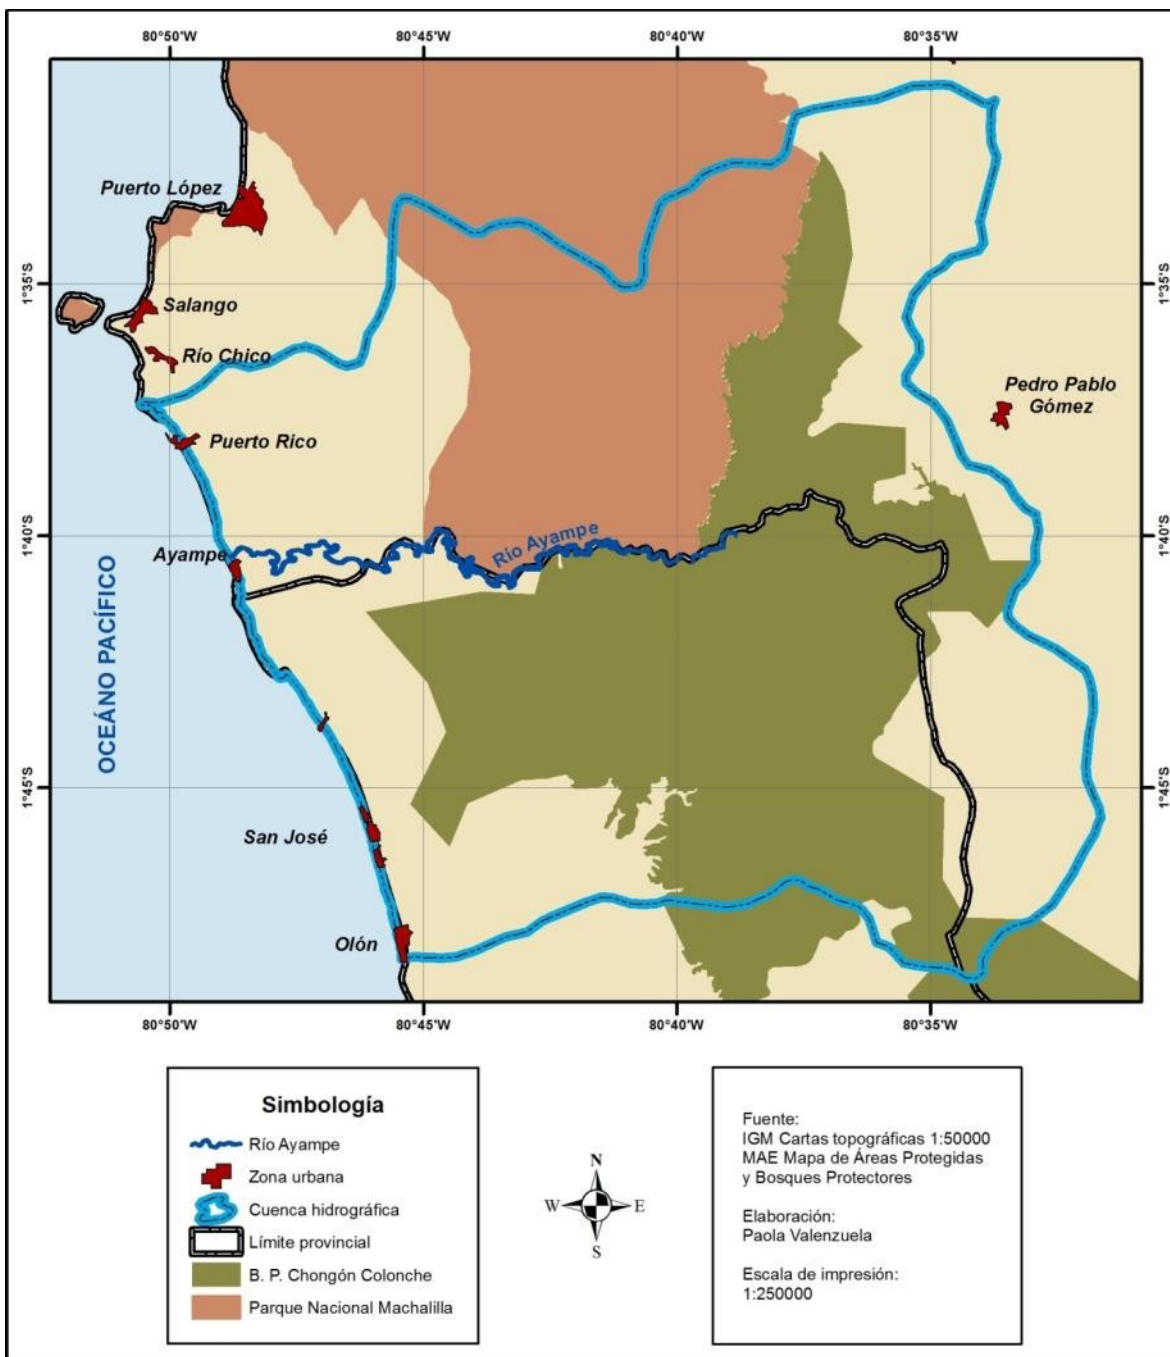 80°50'W 80°45'W 80°40'W 80°35'W
Puerto López
1°35'S 1°35'S
Salango
Río Chico
Pedro Pablo
Gómez
Puerto Rico
1°40'S 1°40'S
Río Ayampe
Ayampe
OCEÁNO PACÍFICO
1°45'S 1°45'S
San José
Olón
80°50'W 80°45'W 80°40'W 80°35'W
Simbología
Río Ayampe
Zona urbana
Cuenca hidrográfica
Límite provincial
B. P. Chongón Colonche
Parque Nacional Machalilla
N
W E
S
Fuente:
IGM Cartas topográficas 1:50000
MAE Mapa de Áreas Protegidas
y Bosques Protectores
Elaboración:
Paola Valenzuela
Escala de impresión:
1:250000